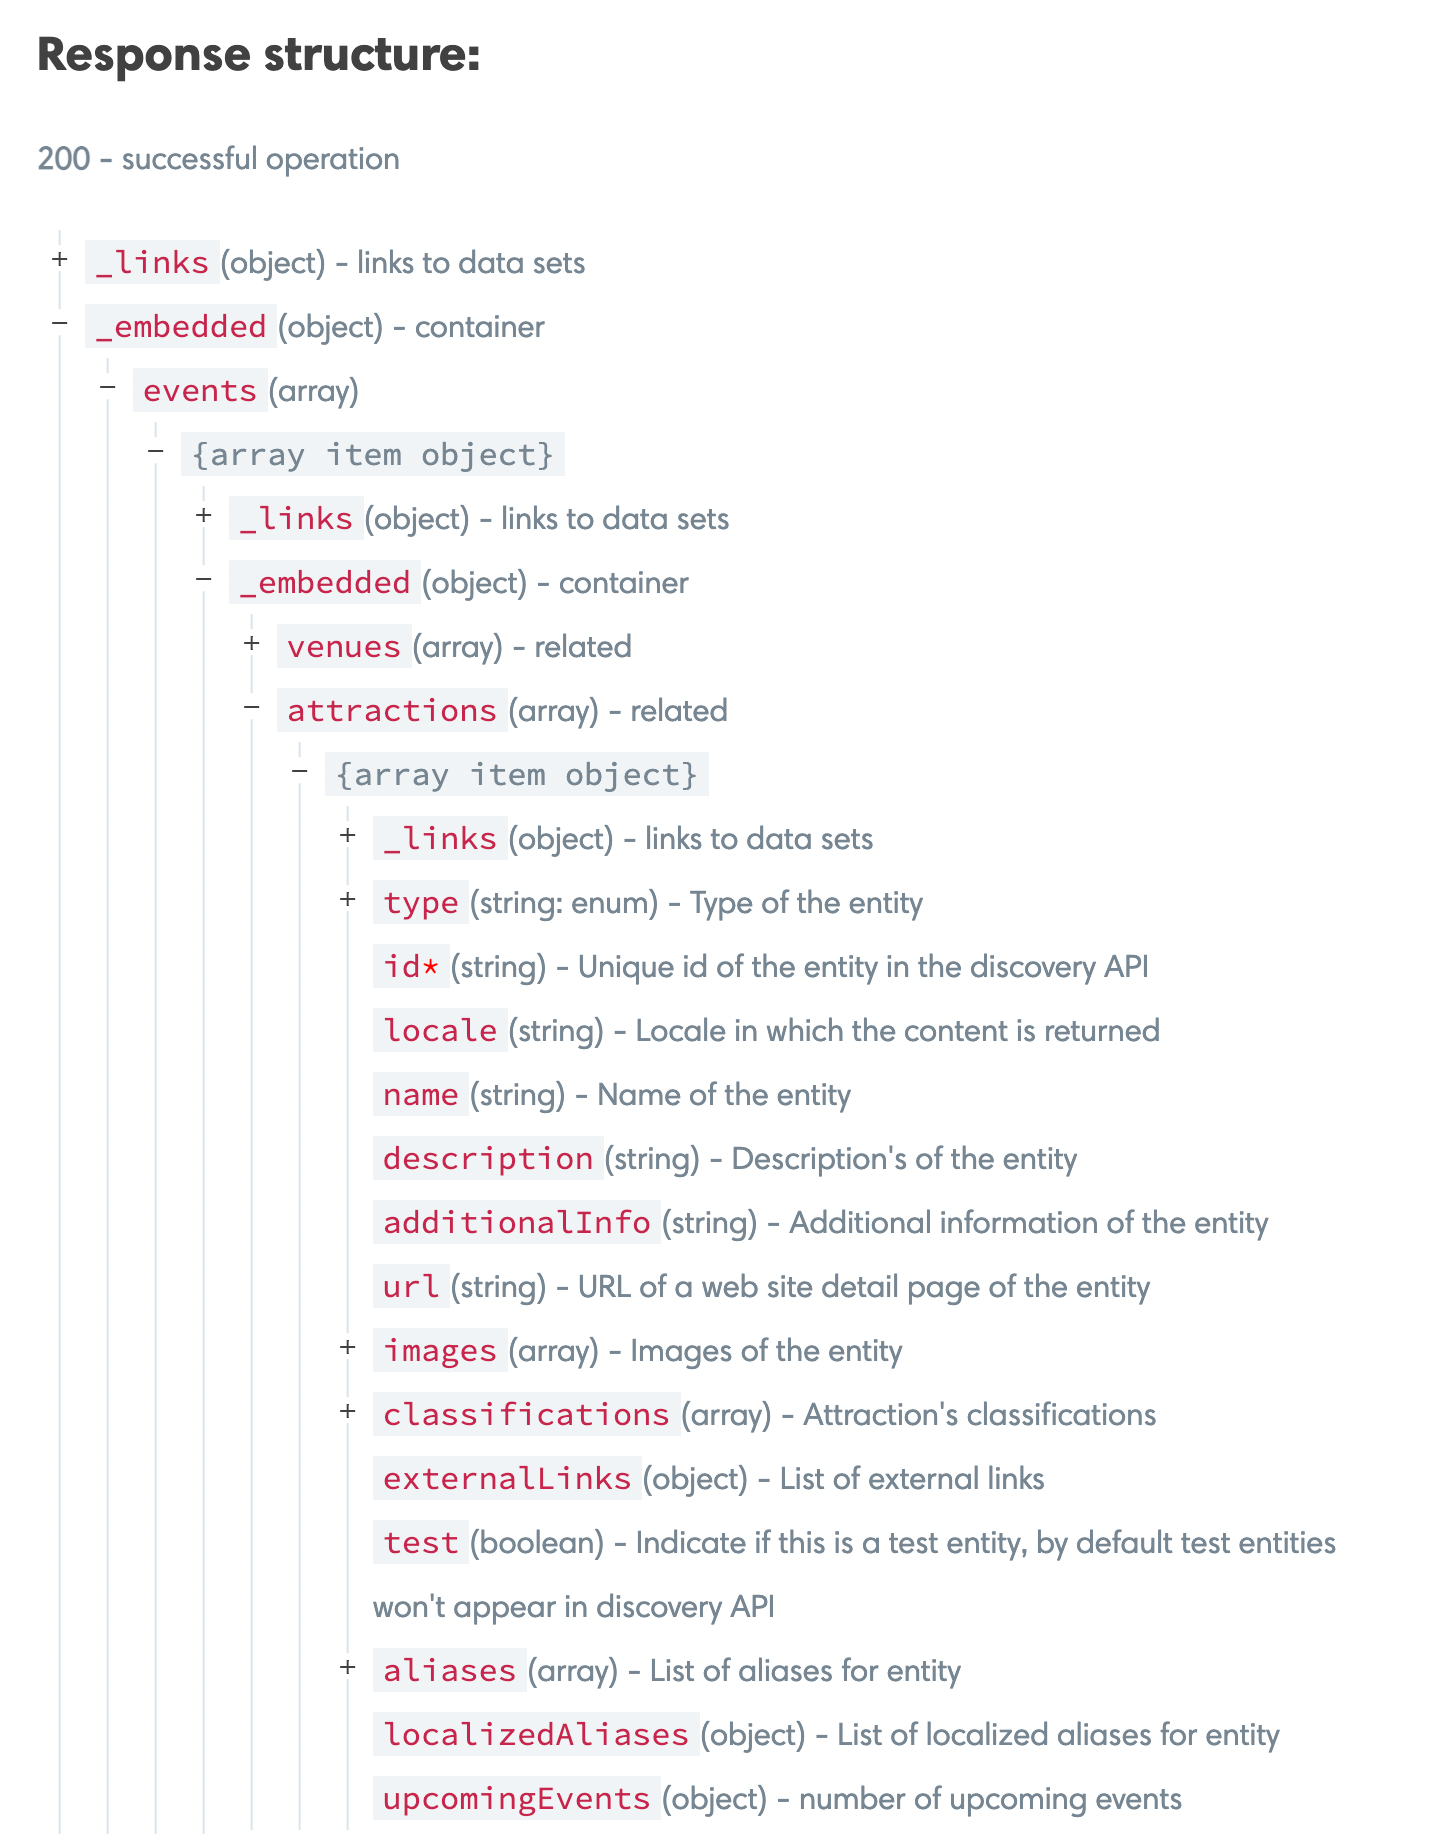 Response structure:
200 - successful operation
+ _links (object) - links to data sets
− _embedded (object) - container
− events (array)
− {array item object}
+ _links (object) - links to data sets
− _embedded (object) - container
+ venues (array) - related
− attractions (array) - related
− {array item object}
+ _links (object) - links to data sets
+ type (string: enum) - Type of the entity
id* (string) - Unique id of the entity in the discovery API
locale (string) - Locale in which the content is returned
name (string) - Name of the entity
description (string) - Description's of the entity
additionalInfo (string) - Additional information of the entity
url (string) - URL of a web site detail page of the entity
+ images (array) - Images of the entity
+ classifications (array) - Attraction's classifications
externalLinks (object) - List of external links
test (boolean) - Indicate if this is a test entity, by default test entities
won't appear in discovery API
+ aliases (array) - List of aliases for entity
localizedAliases (object) - List of localized aliases for entity
upcomingEvents (object) - number of upcoming events